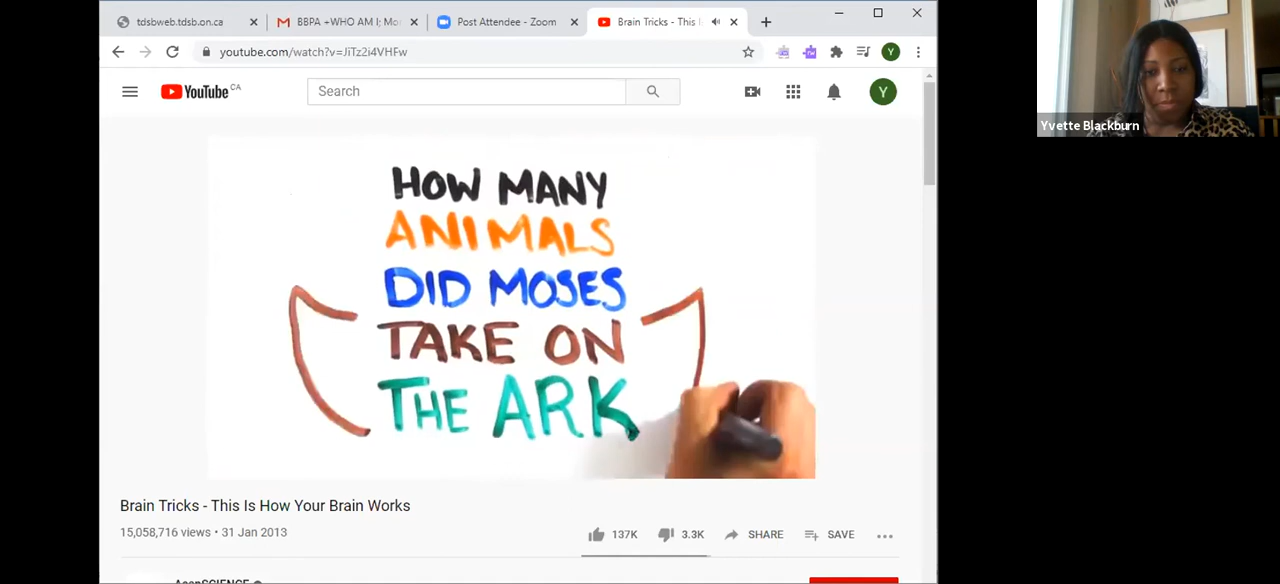 tdsbweb.tdsb.on.ca
BBPA +WHO AM I; Mo
Post Attendee - Zoom
Brain Tricks - This I
youtube.com/watch?v=JiTz2i4VHFw
Y
YouTube CA
Search
Y
Yvette Blackburn
HOW MANY
ANIMALS
DID MOSES
TAKE ON
THE ARK
Brain Tricks - This Is How Your Brain Works
15,058,716 views • 31 Jan 2013
137K
3.3K
SHARE
SAVE
AsapSCIENCE